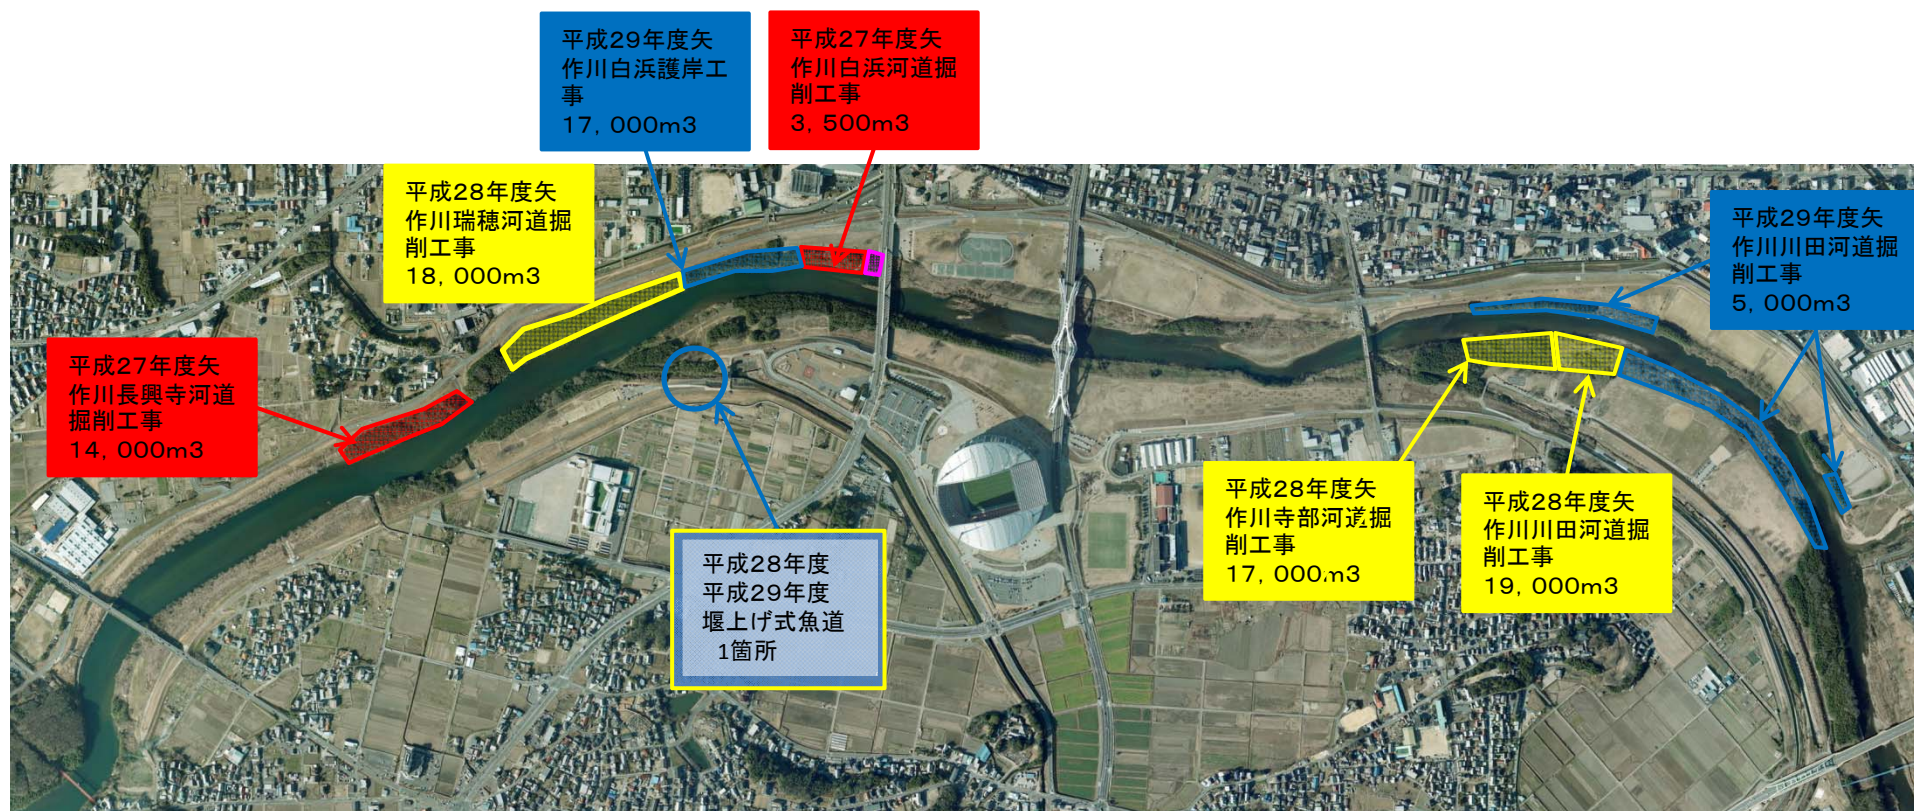 平成29年度矢
作川白浜護岸工
事
17,000m3
平成27年度矢
作川白浜河道掘
削工事
3,500m3
平成28年度矢
作川瑞穂河道掘
削工事
18,000m3
平成29年度矢
作川川田河道掘
削工事
5,000m3
平成27年度矢
作川長興寺河道
掘削工事
14,000m3
平成28年度矢
作川寺部河道掘
削工事
17,000m3
平成28年度矢
作川川田河道掘
削工事
19,000m3
平成28年度
平成29年度
堰上げ式魚道
1箇所